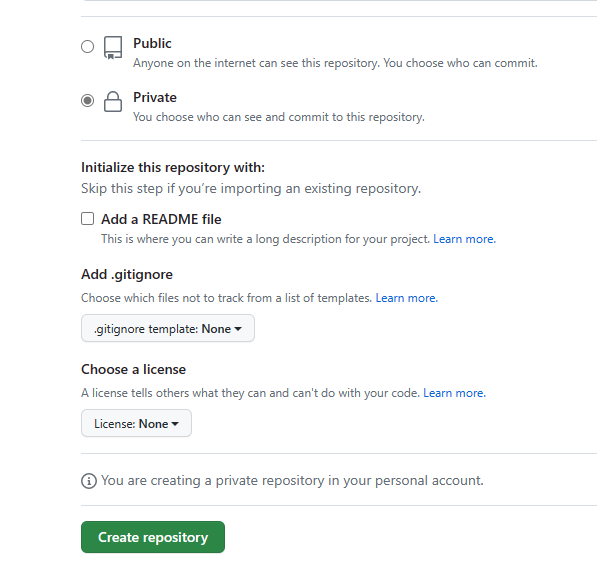 Public
Anyone on the internet can see this repository. You choose who can commit.
Private
You choose who can see and commit to this repository.
Initialize this repository with:
Skip this step if you’re importing an existing repository.
Add a README file
This is where you can write a long description for your project. Learn more.
Add .gitignore
Choose which files not to track from a list of templates. Learn more.
.gitignore template: None
Choose a license
A license tells others what they can and can't do with your code. Learn more.
License: None
You are creating a private repository in your personal account.
Create repository